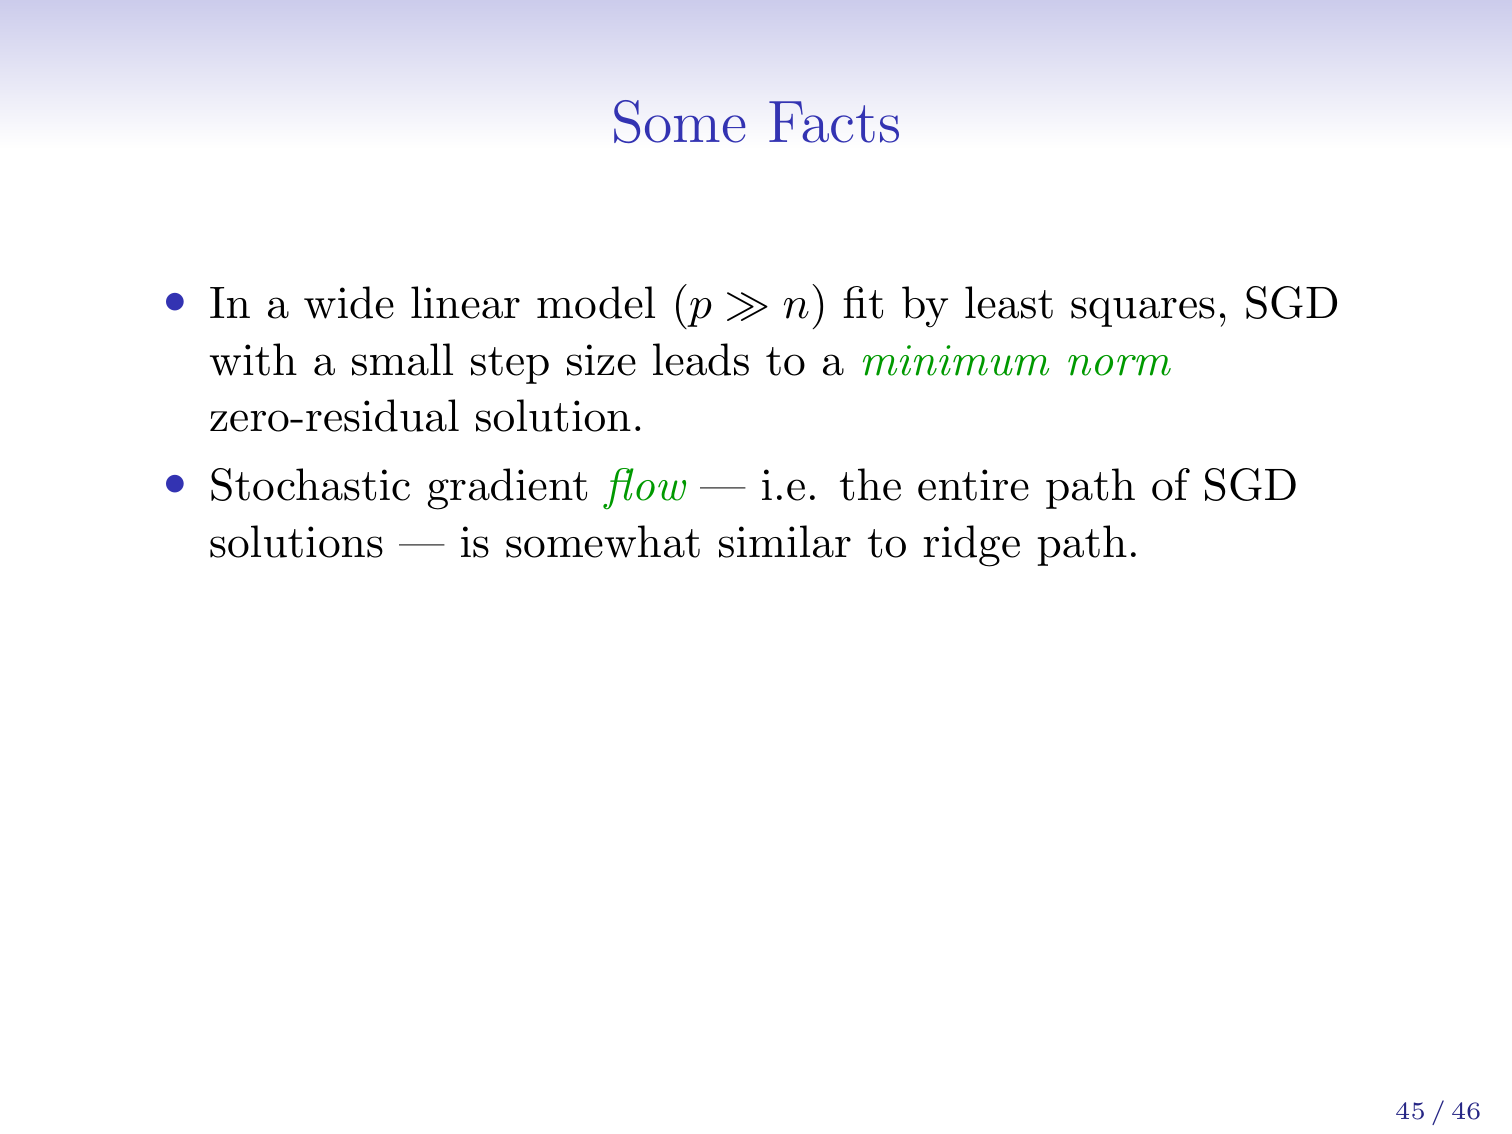 Some Facts
• In a wide linear model (p ≫ n) fit by least squares, SGD
with a small step size leads to a minimum norm
zero-residual solution.
• Stochastic gradient flow — i.e. the entire path of SGD
solutions — is somewhat similar to ridge path.
45 / 46